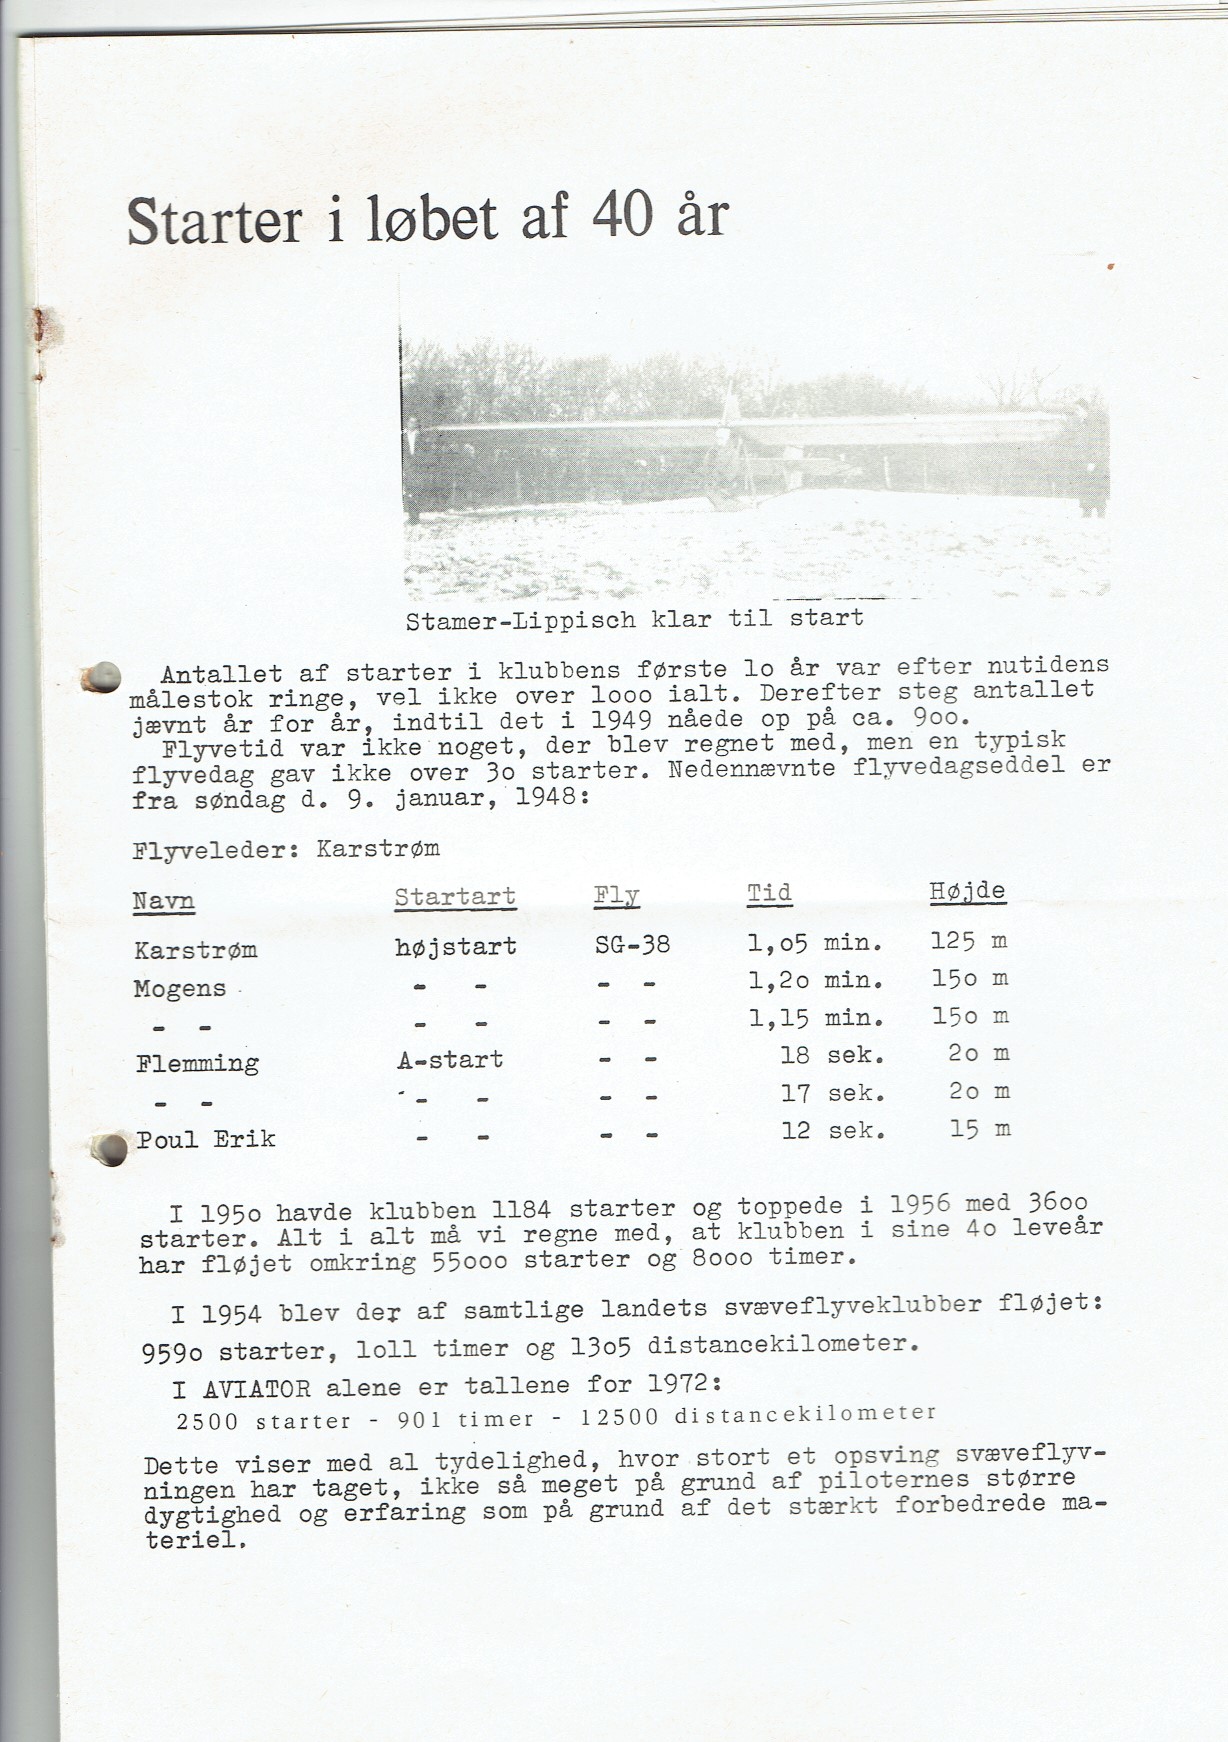 Starter i løbet af 40 år
Stamer-Lippisch klar til start
Antallet af starter i klubbens første lo år var efter nutidens
målestok ringe, vel ikke over looo ialt. Derefter steg antallet
jævnt år for år, indtil det i 1949 nåede op på ca. 9oo.
Flyvetid var ikke noget, der blev regnet med, men en typisk
flyvedag gav ikke over 3o starter. Nedennævnte flyvedagseddel er
fra søndag d. 9. januar, 1948:
Flyveleder: Karstrøm
Navn Startart Fly Tid Højde
Karstrøm højstart SG-38 1,o5 min. 125 m
Mogens - - - - 1,2o min. 15o m
- - - - - - 1,15 min. 15o m
Flemming A-start - - 18 sek. 2o m
- - - - - - 17 sek. 2o m
Poul Erik - - - - 12 sek. 15 m
I 195o havde klubben 1184 starter og toppede i 1956 med 36oo
starter. Alt i alt må vi regne med, at klubben i sine 4o leveår
har fløjet omkring 55ooo starter og 8ooo timer.
I 1954 blev der af samtlige landets svæveflyveklubber fløjet:
959o starter, loll timer og 13o5 distancekilometer.
I AVIATOR alene er tallene for 1972:
2500 starter - 901 timer - 12500 distancekilometer
Dette viser med al tydelighed, hvor stort et opsving svæveflyv-
ningen har taget, ikke så meget på grund af piloternes større
dygtighed og erfaring som på grund af det stærkt forbedrede ma-
teriel.